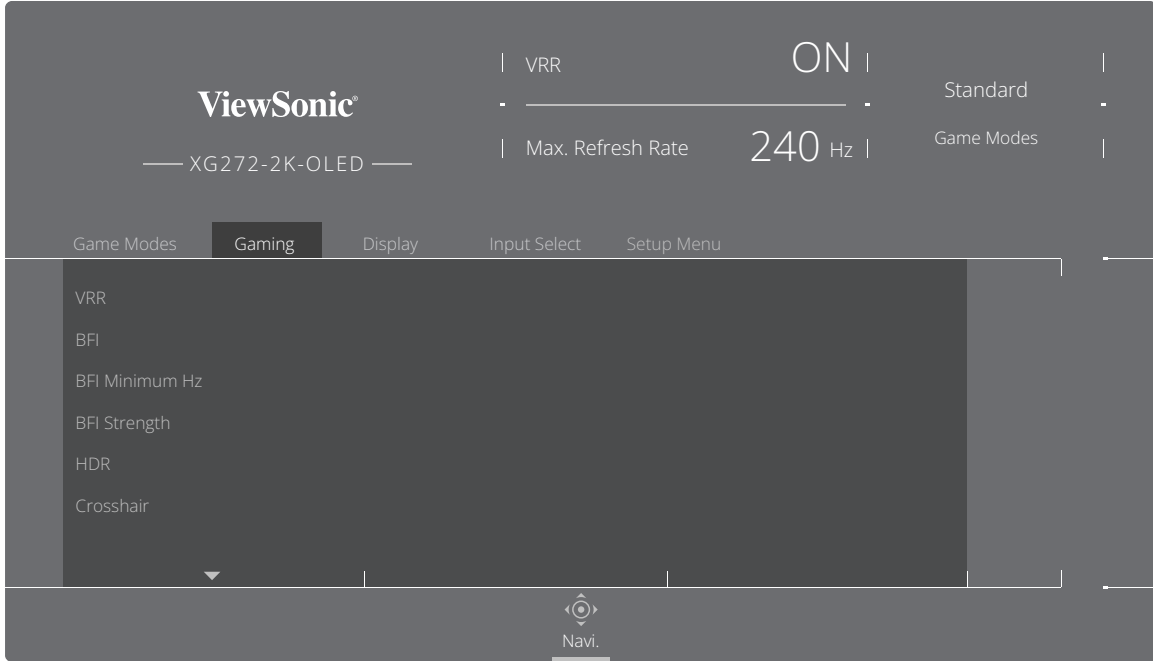 ViewSonic®
XG272-2K-OLED
VRR ON
Max. Refresh Rate 240 Hz
Standard
Game Modes
Game Modes Gaming Display Input Select Setup Menu
VRR
BFI
BFI Minimum Hz
BFI Strength
HDR
Crosshair
Navi.